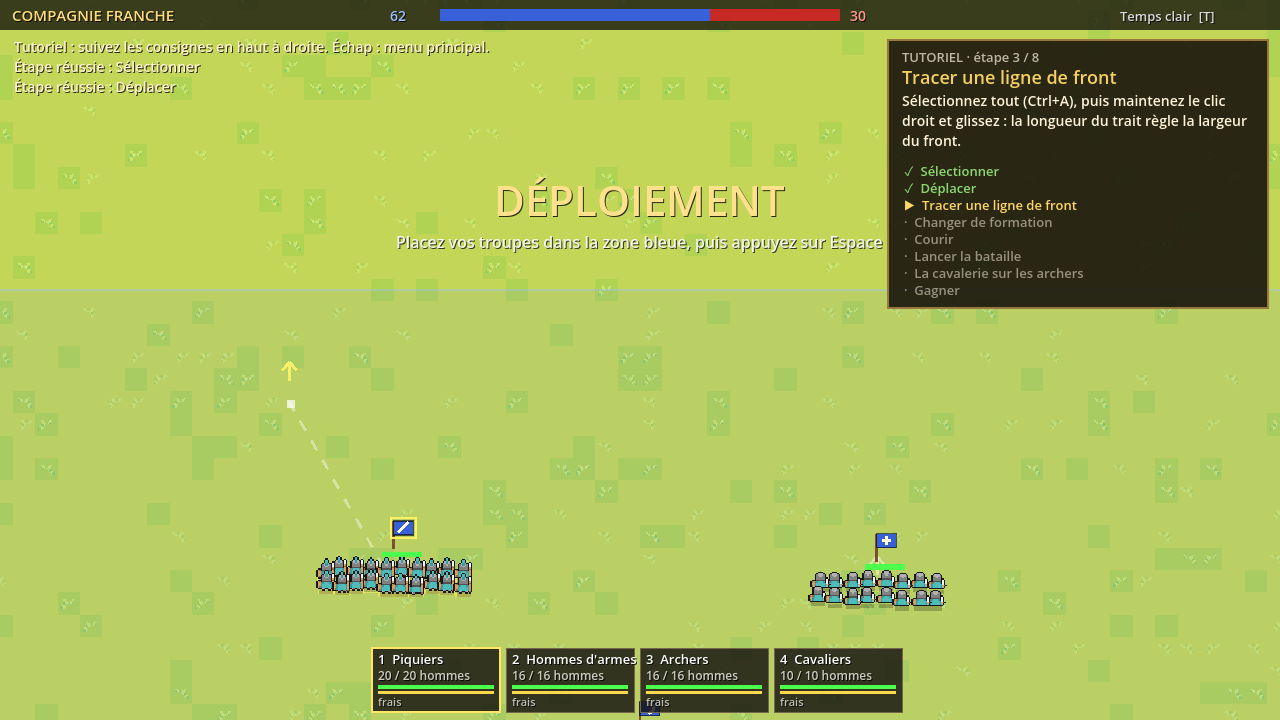 COMPAGNIE FRANCHE
62
30
Temps clair [T]
Tutoriel : suivez les consignes en haut à droite. Échap : menu principal.
Étape réussie : Sélectionner
Étape réussie : Déplacer
TUTORIEL · étape 3 / 8
Tracer une ligne de front
Sélectionnez tout (Ctrl+A), puis maintenez le clic
droit et glissez : la longueur du trait règle la largeur
du front.
✓ Sélectionner
✓ Déplacer
▶ Tracer une ligne de front
· Changer de formation
· Courir
· Lancer la bataille
· La cavalerie sur les archers
· Gagner
DÉPLOIEMENT
Placez vos troupes dans la zone bleue, puis appuyez sur Espace
1 Piquiers
20 / 20 hommes
frais
2 Hommes d'armes
16 / 16 hommes
frais
3 Archers
16 / 16 hommes
frais
4 Cavaliers
10 / 10 hommes
frais